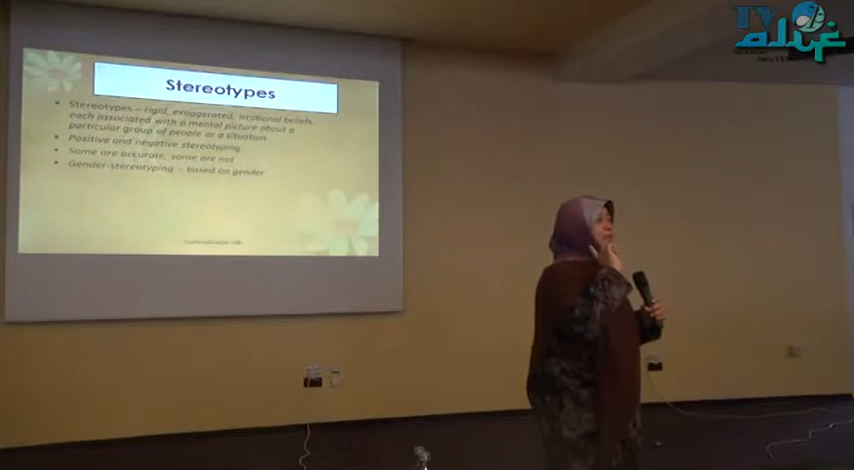 Stereotypes
• Stereotypes – rigid, exaggerated, irrational beliefs,
each associated with a mental picture about a
particular group of people or a situation
• Positive and negative stereotyping
• Some are accurate, some are not
• Gender-stereotyping – based on gender
TV